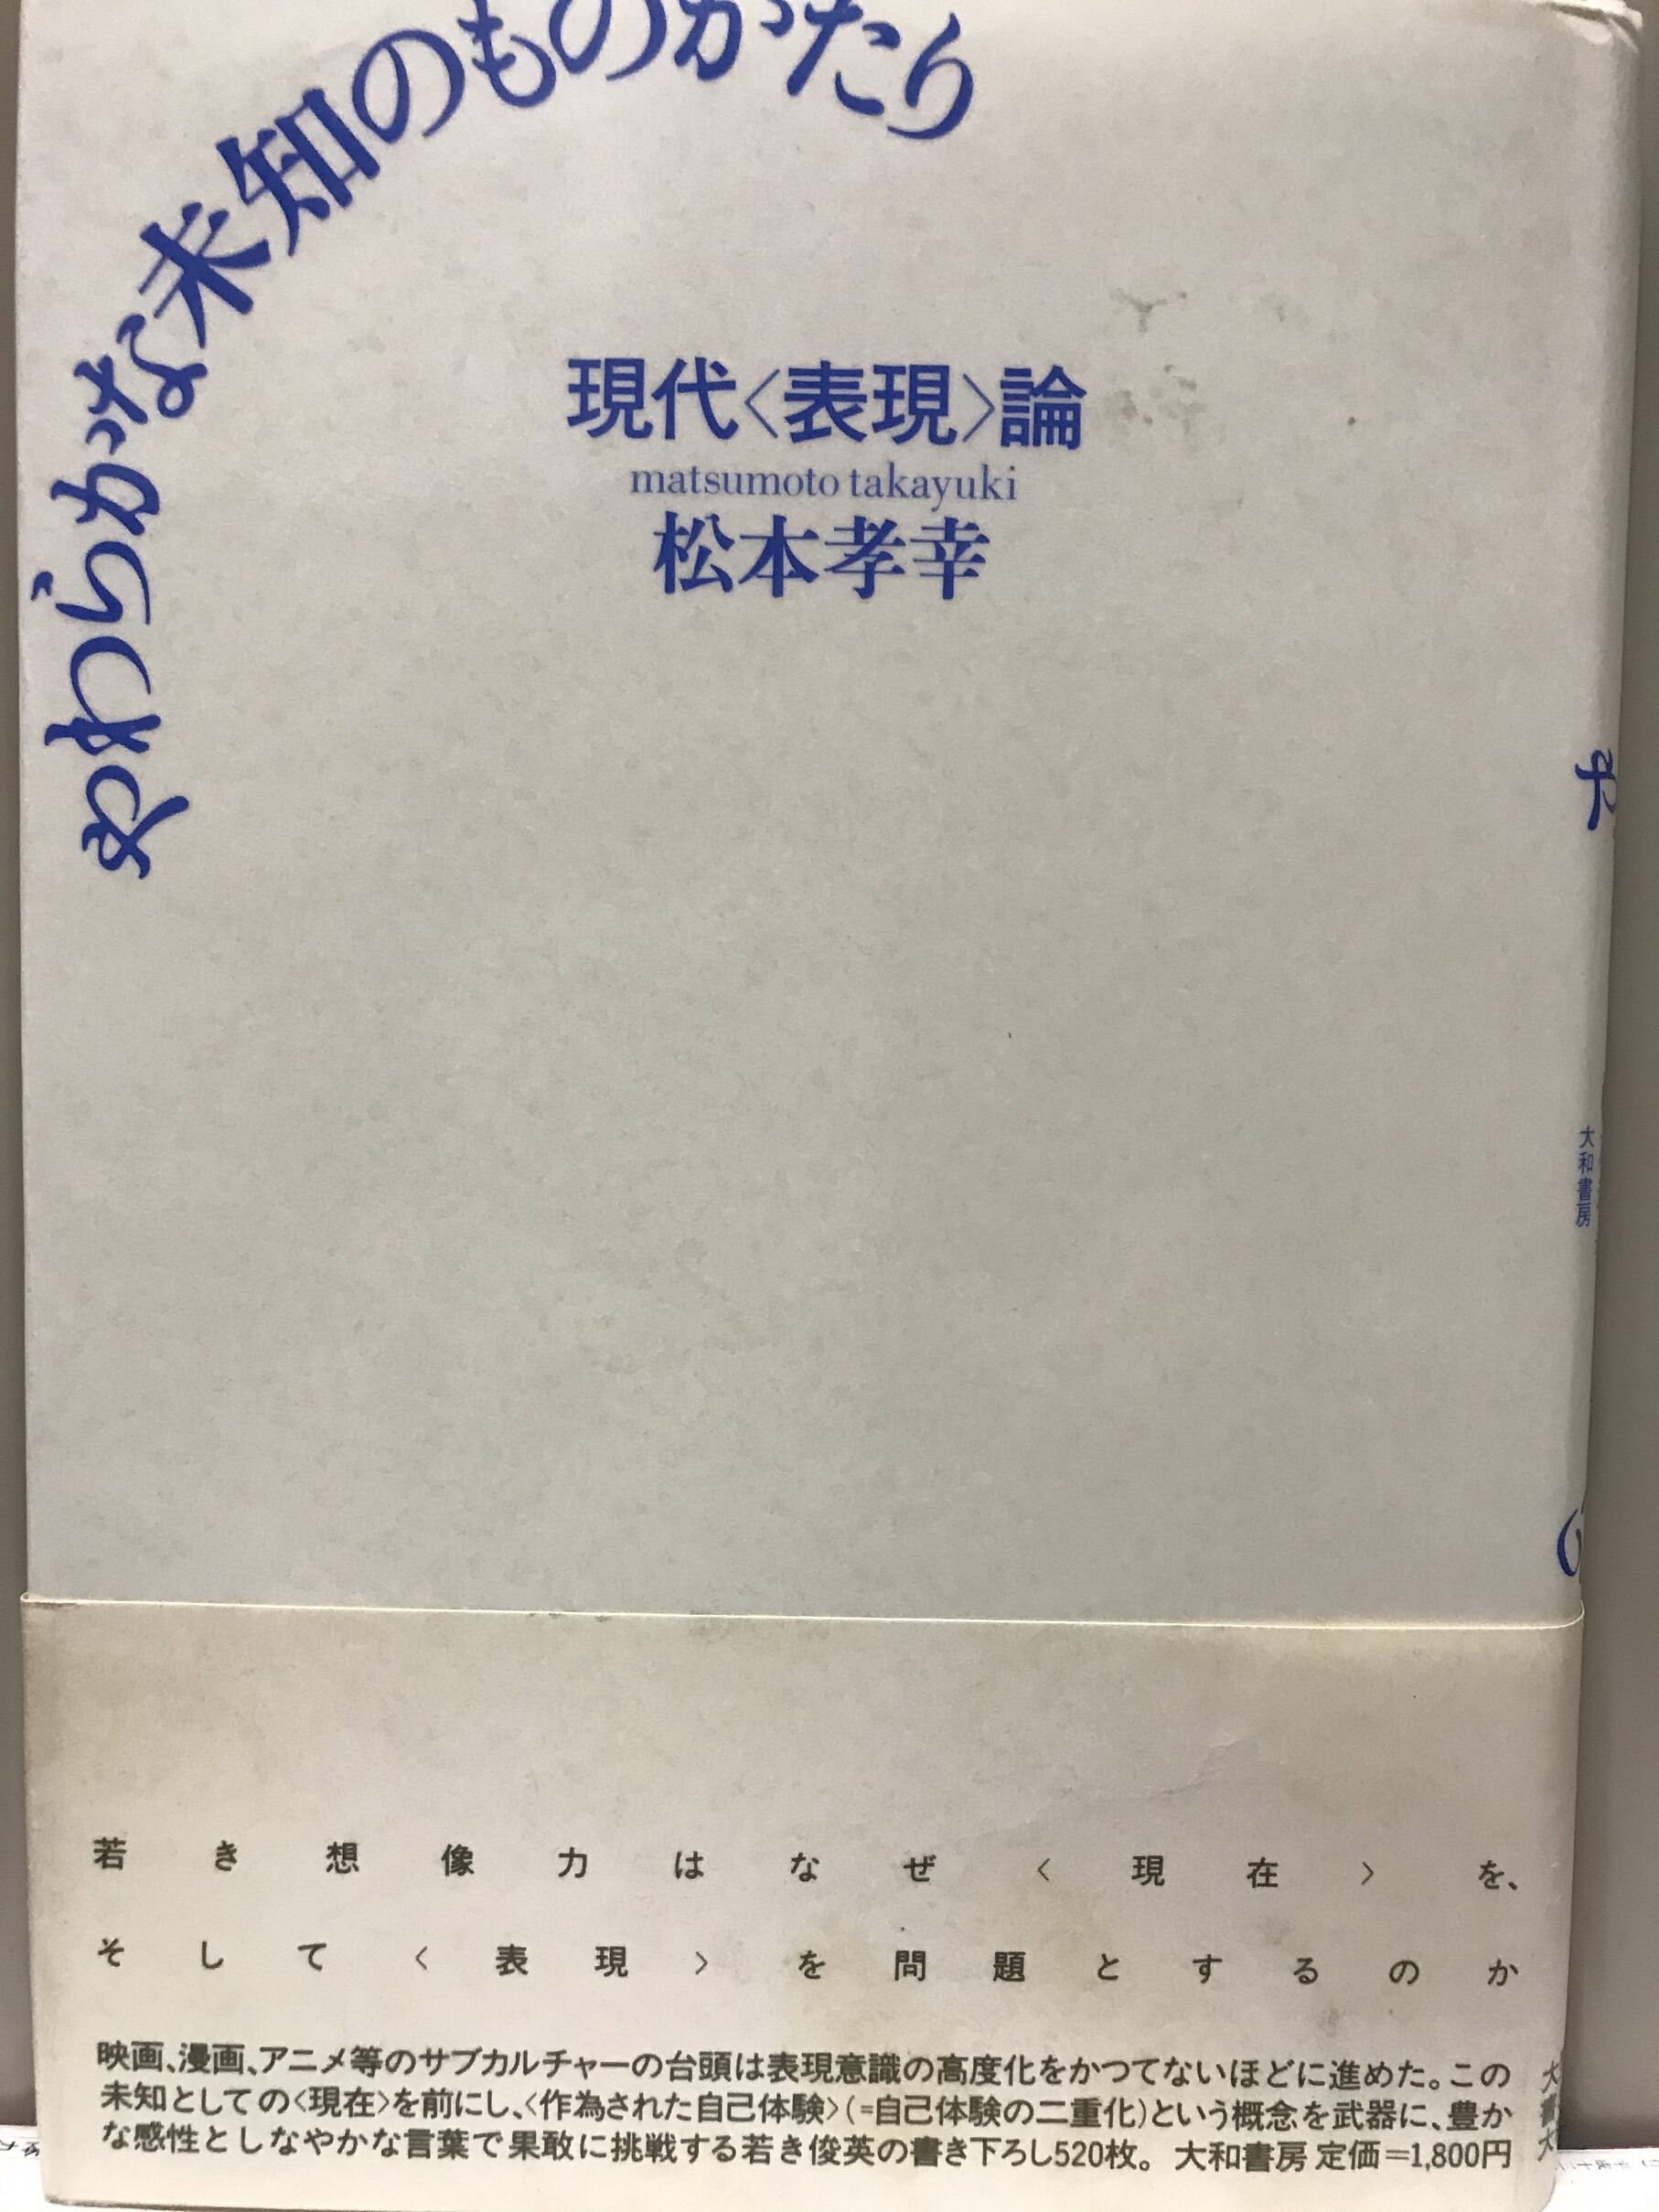 やわらかな未知のものがたり
現代〈表現〉論
matsumoto takayuki
松本孝幸
や
大和書房
若き想像力はなぜ〈現在〉を、
そして〈表現〉を問題とするのか
映画、漫画、アニメ等のサブカルチャーの台頭は表現意識の高度化をかつてないほどに進めた。この
未知としての〈現在〉を前にし、〈作為された自己体験〉(=自己体験の二重化)という概念を武器に、豊か
な感性としなやかな言葉で果敢に挑戦する若き俊英の書き下ろし520枚。 大和書房 定価=1,800円